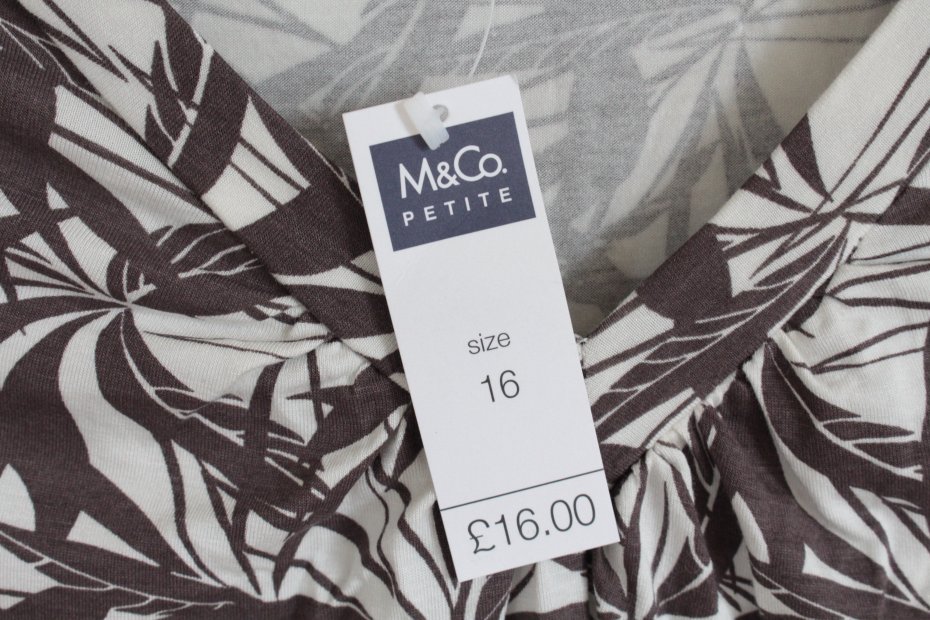 M&Co.
PETITE
size
16
£16.00